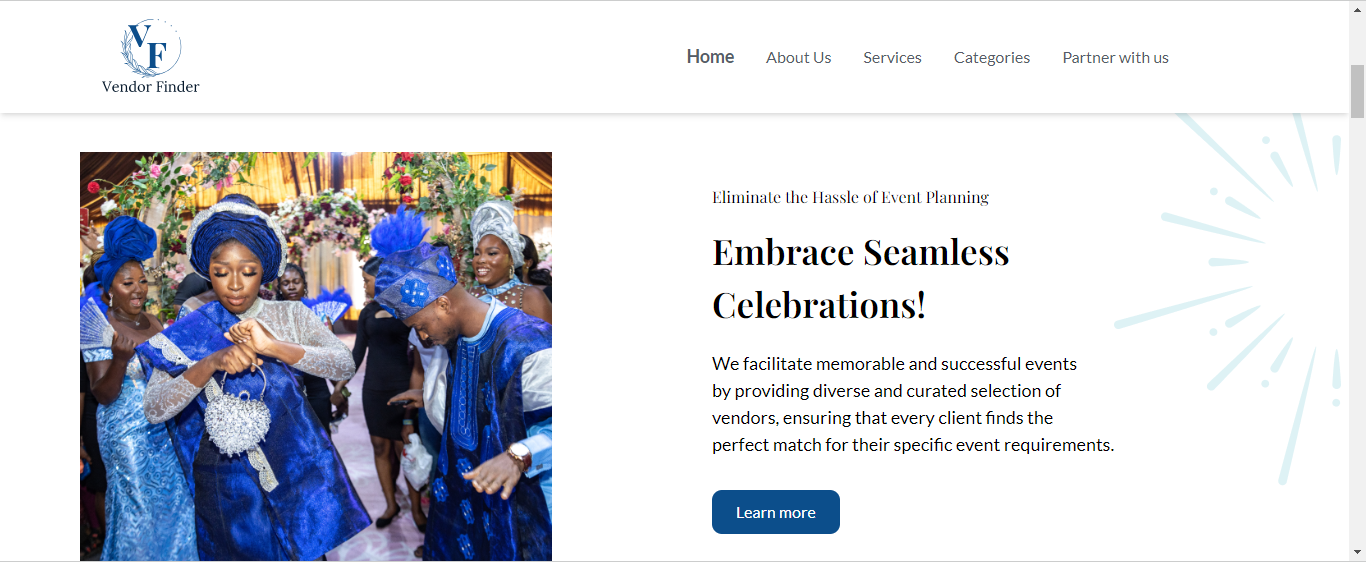 VF
Vendor Finder
Home
About Us
Services
Categories
Partner with us
Eliminate the Hassle of Event Planning
Embrace Seamless
Celebrations!
We facilitate memorable and successful events
by providing diverse and curated selection of
vendors, ensuring that every client finds the
perfect match for their specific event requirements.
Learn more